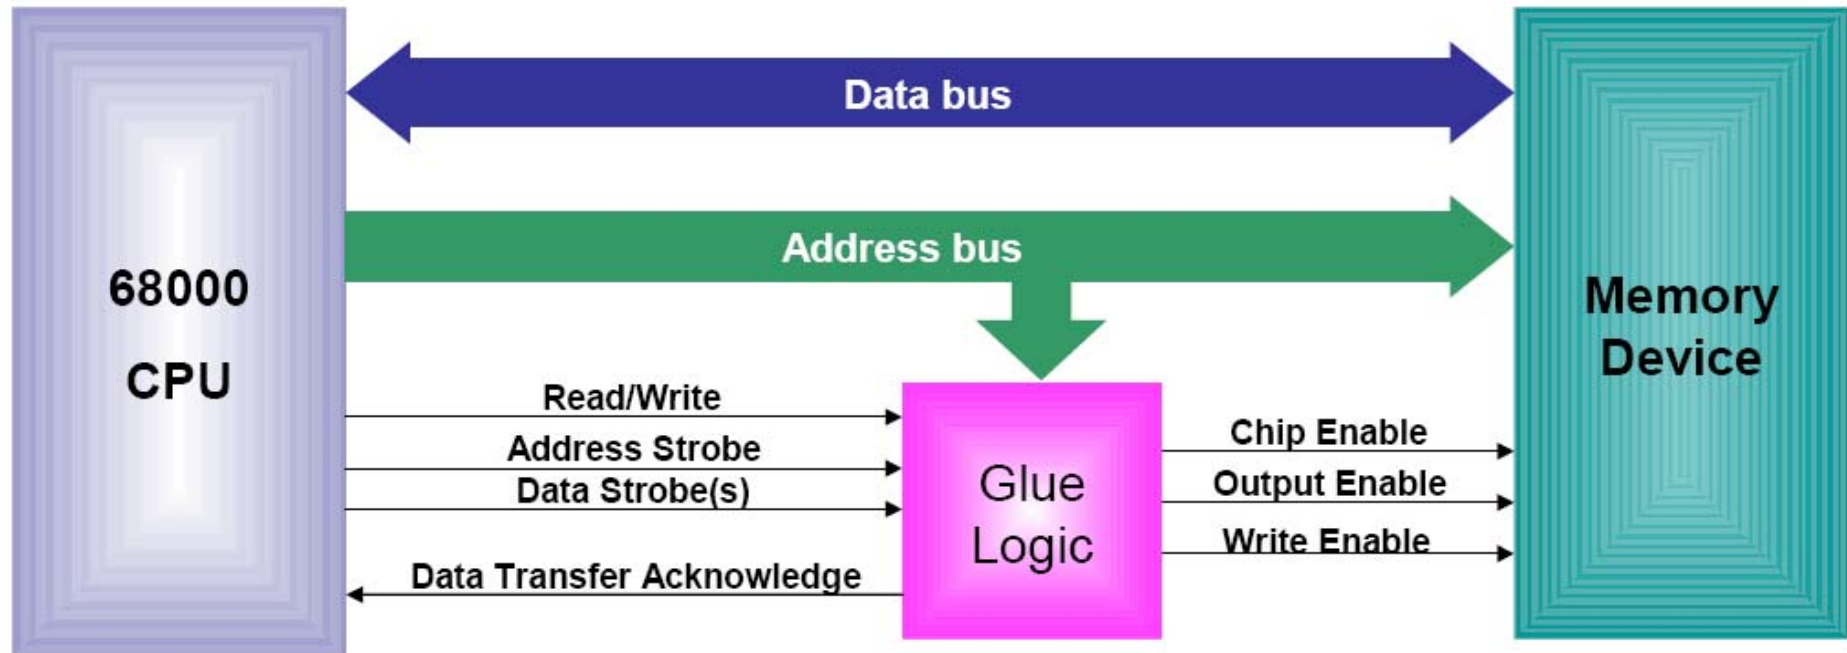 Data bus
Address bus
68000
CPU
Memory
Device
Read/Write
Address Strobe
Data Strobe(s)
Data Transfer Acknowledge
Glue
Logic
Chip Enable
Output Enable
Write Enable